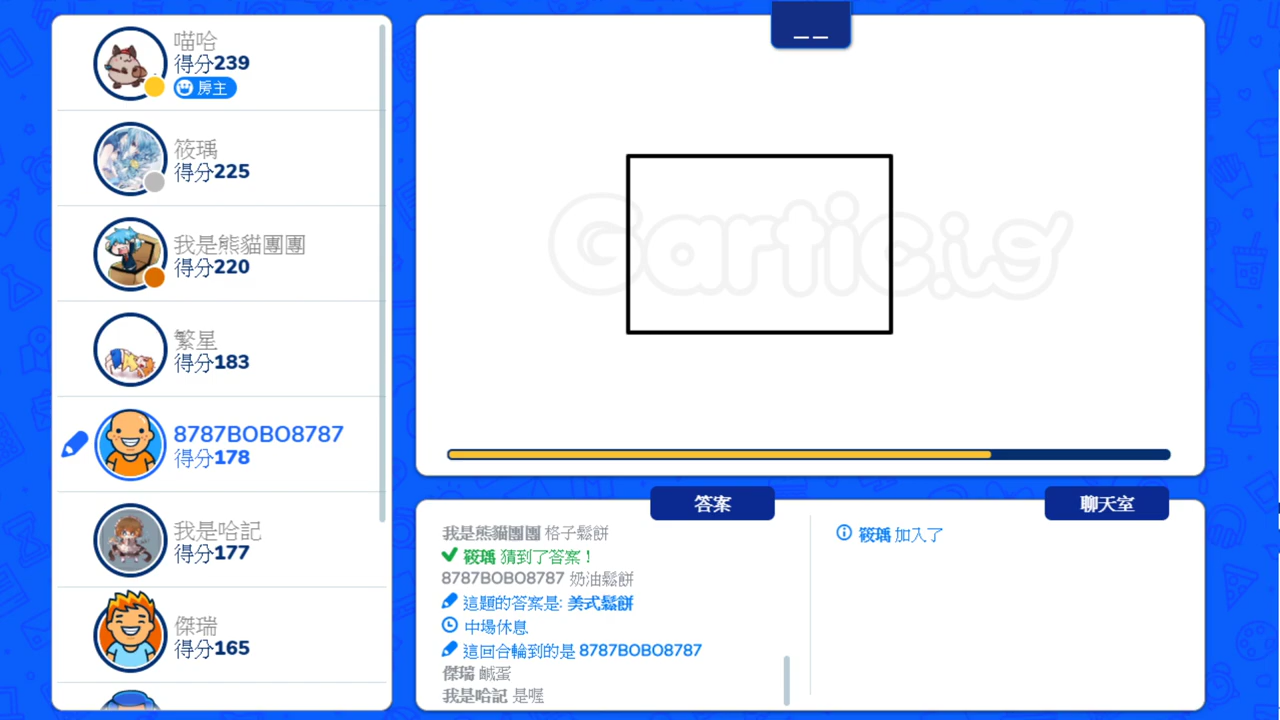 喵哈
得分239
房主
筱瑀
得分225
我是熊貓團團
得分220
繁星
得分183
8787BOBO8787
得分178
我是哈記
得分177
傑瑞
得分165
_ _
Gartic.io
答案
我是熊貓團團 格子鬆餅
筱瑀 猜到了答案！
8787BOBO8787 奶油鬆餅
這題的答案是: 美式鬆餅
中場休息
這回合輪到的是 8787BOBO8787
傑瑞 鹹蛋
我是哈記 是喔
聊天室
筱瑀 加入了